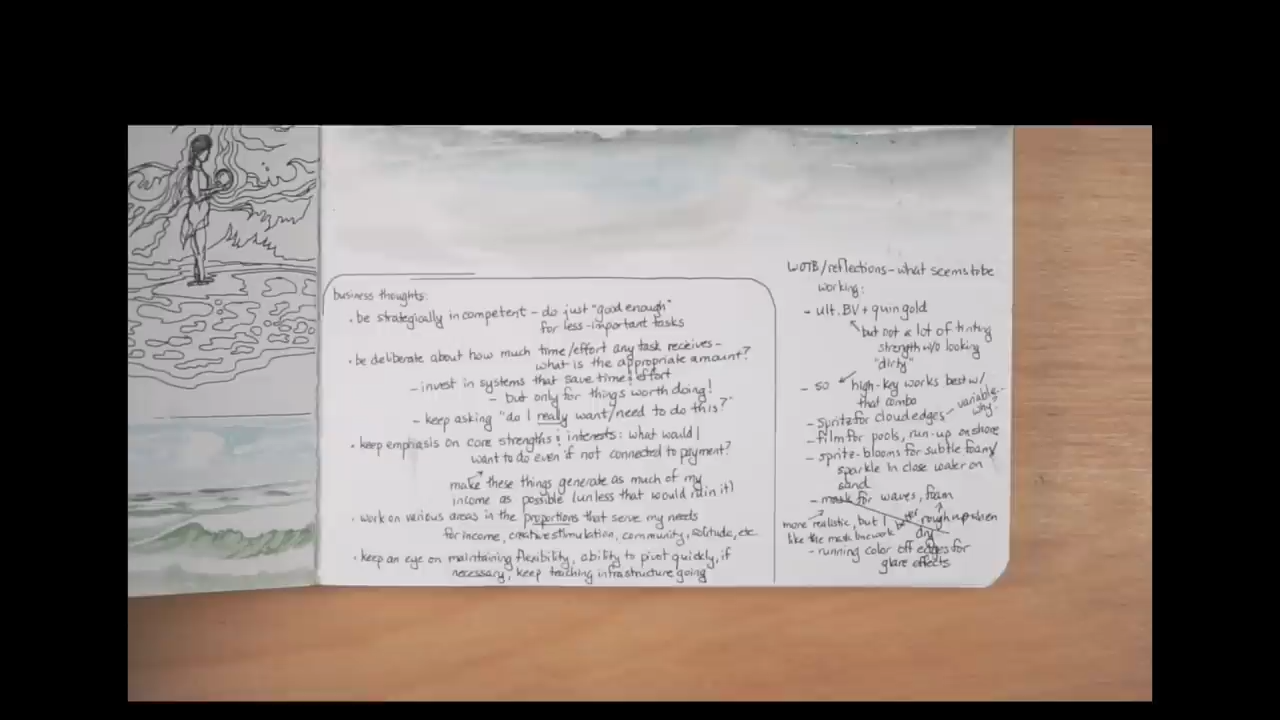 business thoughts:
• be strategically incompetent – do just "good enough"
for less-important tasks
• be deliberate about how much time/effort any task receives –
what is the appropriate amount?
– invest in systems that save time & effort
– but only for things worth doing!
– keep asking "do I really want/need to do this?"
• keep emphasis on core strengths & interests: what would I
want to do even if not connected to payment?
make these things generate as much of my
income as possible (unless that would ruin it)
• work on various areas in the proportions that serve my needs
for income, creative stimulation, community, solitude, etc.
• keep an eye on maintaining flexibility, ability to pivot quickly, if
necessary, keep teaching infrastructure going
WOTB/reflections – what seems to be
working:
– ult. BV + quin gold
but not a lot of tinting
strength w/o looking
"dirty"
– so high-key works best w/
that combo
– spritz for cloud edges – variable – why?
– film for pools, run-up on shore
– spritz-blooms for subtle foam/
sparkle in close water on
sand
– mask for waves, foam
more realistic, but I
like the mask linework
rough up when
dry
– running color off edges for
glare effects